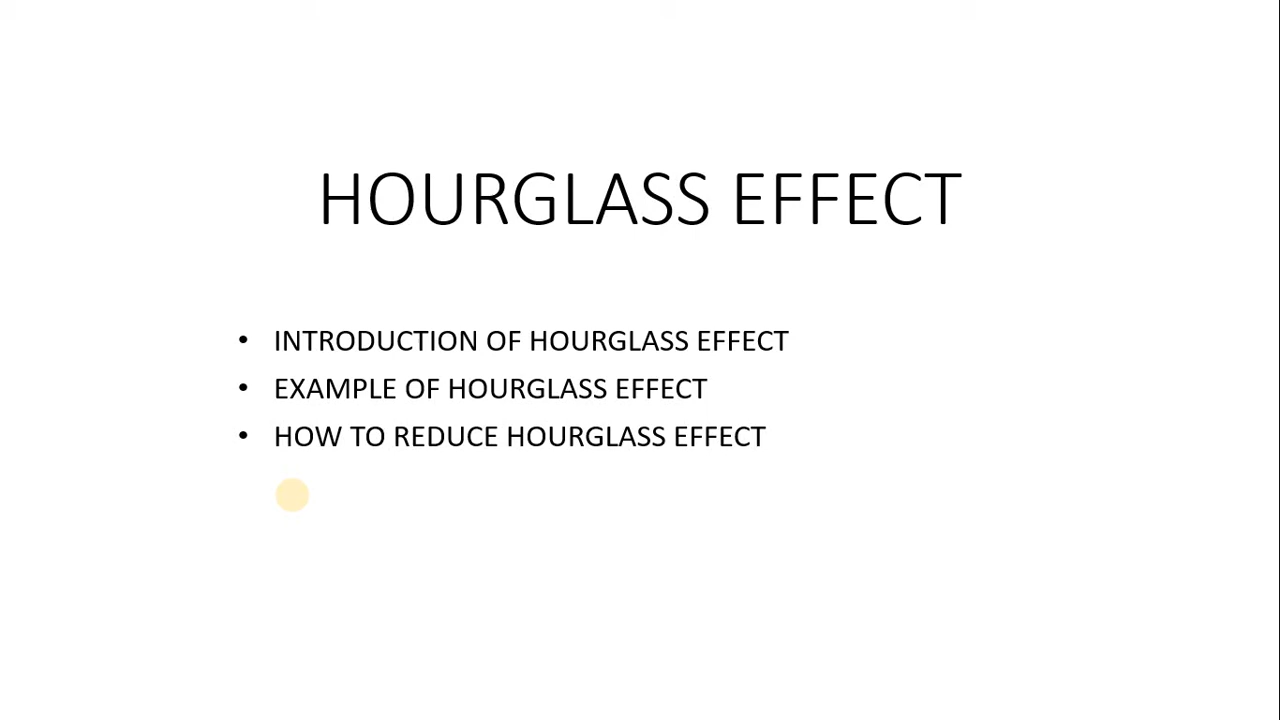 HOURGLASS EFFECT
• INTRODUCTION OF HOURGLASS EFFECT
• EXAMPLE OF HOURGLASS EFFECT
• HOW TO REDUCE HOURGLASS EFFECT